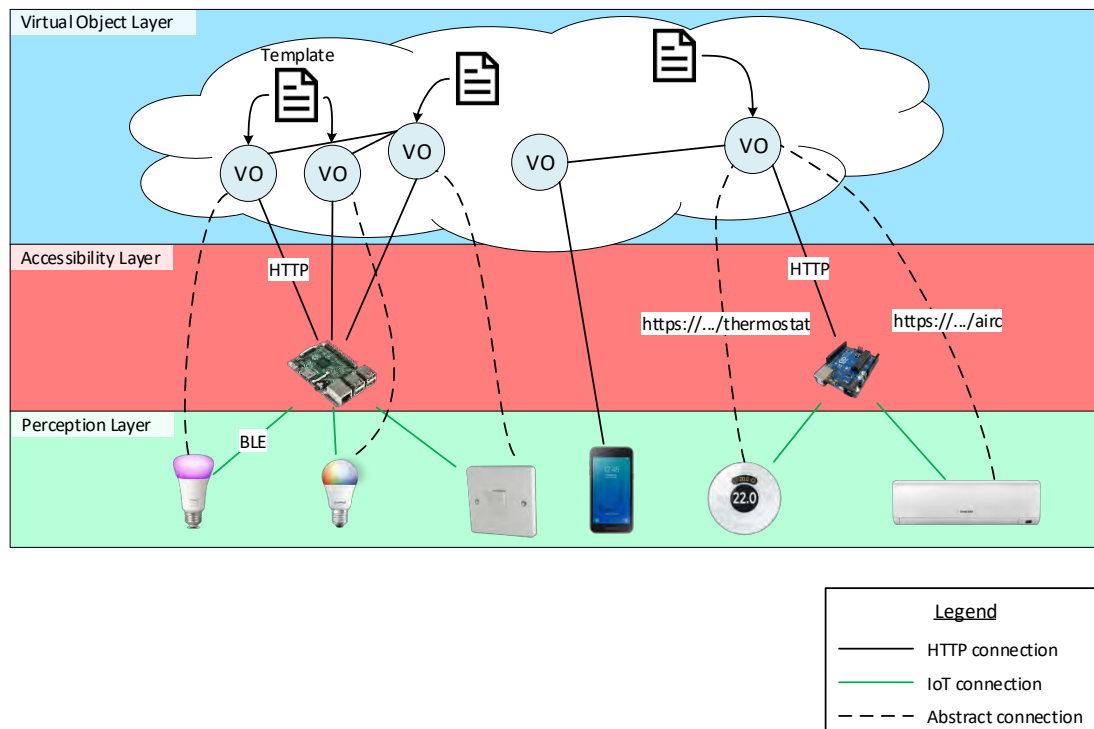 Virtual Object Layer
Template
VO
VO
VO
VO
VO
Accessibility Layer
HTTP
HTTP
https://.../thermostat
https://.../airc
Perception Layer
BLE
22.0
Legend
HTTP connection
IoT connection
Abstract connection